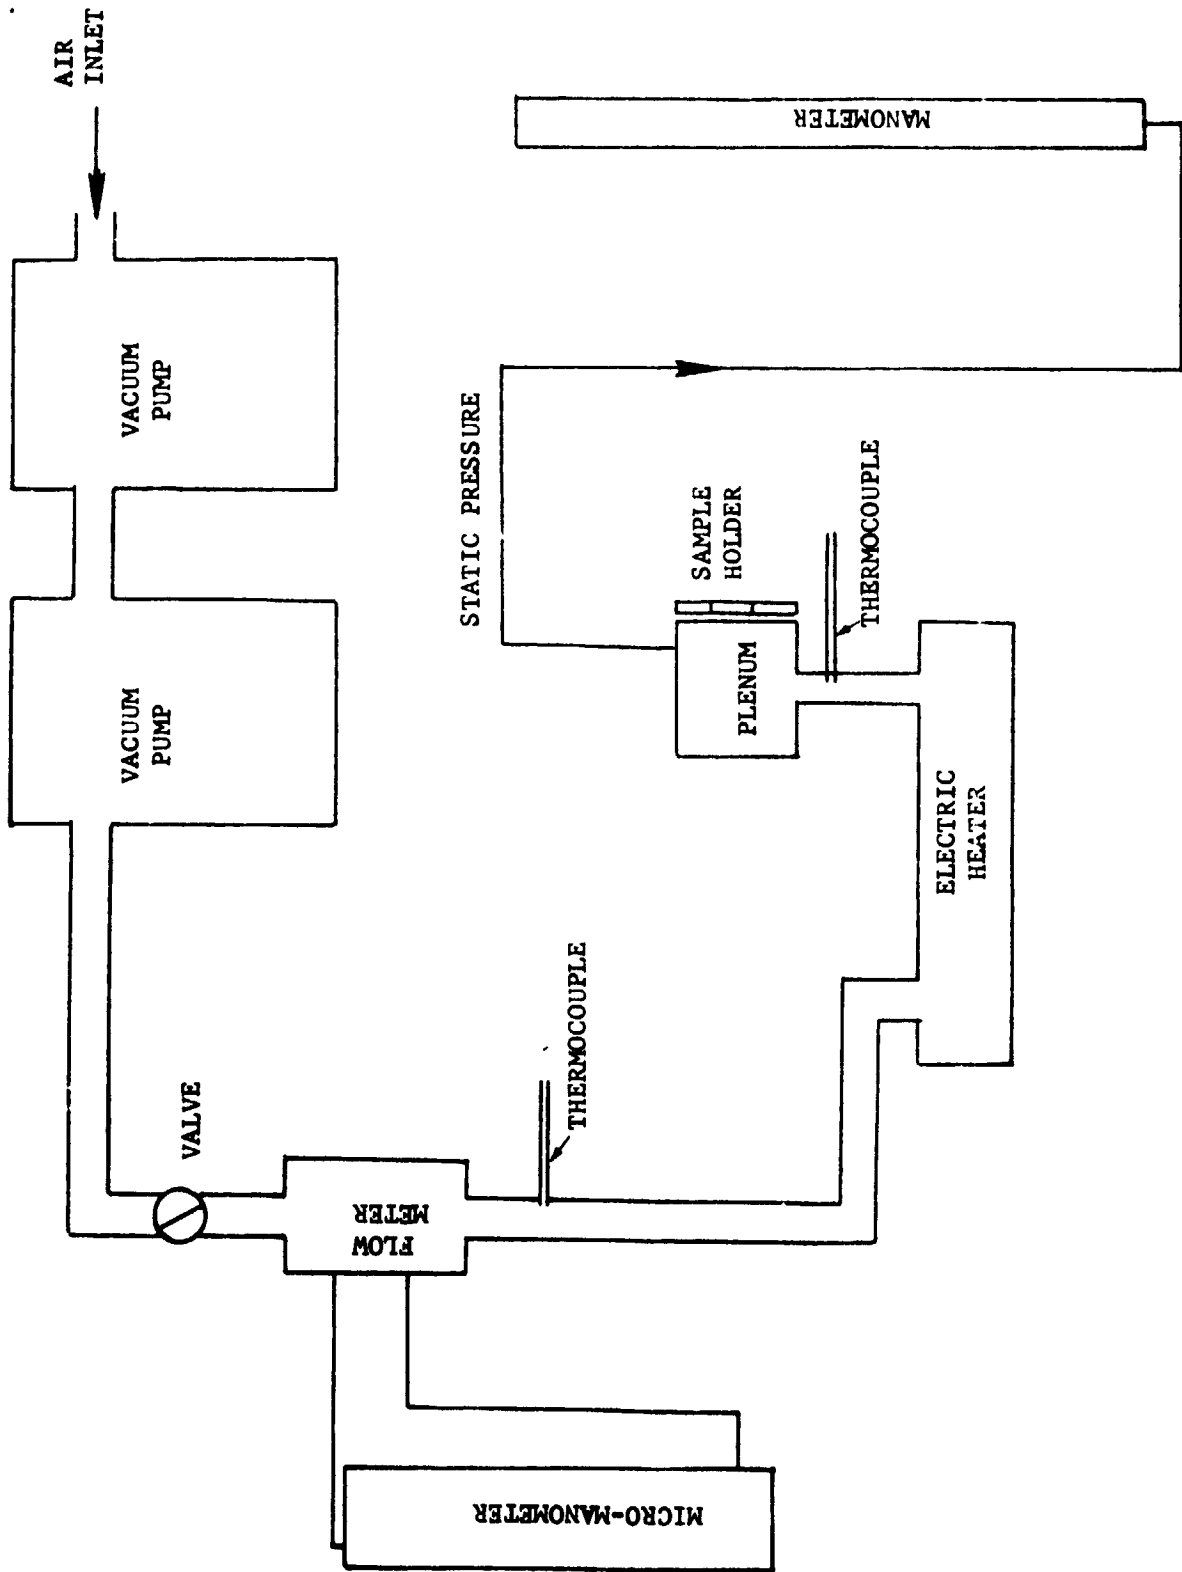 AIR
INLET
VACUUM
PUMP
VACUUM
PUMP
VALVE
FLOW
METER
MICRO-MANOMETER
THERMOCOUPLE
ELECTRIC
HEATER
THERMOCOUPLE
PLENUM
SAMPLE
HOLDER
STATIC PRESSURE
MANOMETER